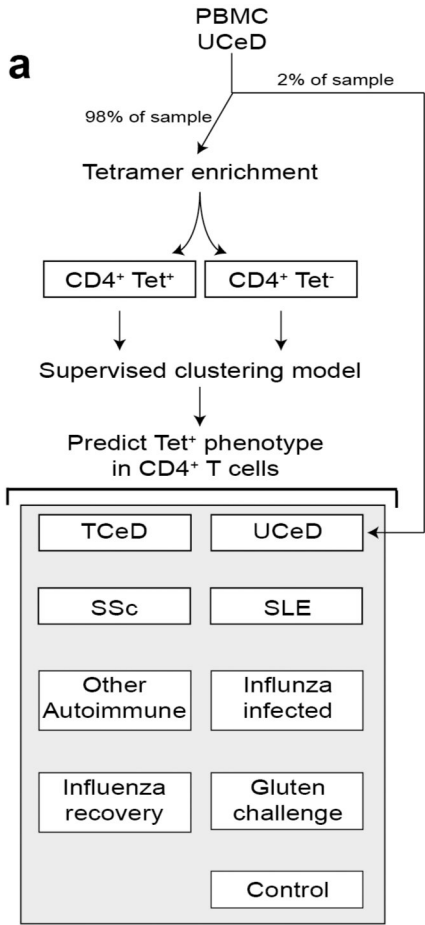 PBMC
UCeD
a
2% of sample
98% of sample
Tetramer enrichment
CD4⁺ Tet⁺
CD4⁺ Tet⁻
Supervised clustering model
Predict Tet⁺ phenotype
in CD4⁺ T cells
TCeD
UCeD
SSc
SLE
Other
Autoimmune
Influnza
infected
Influenza
recovery
Gluten
challenge
Control